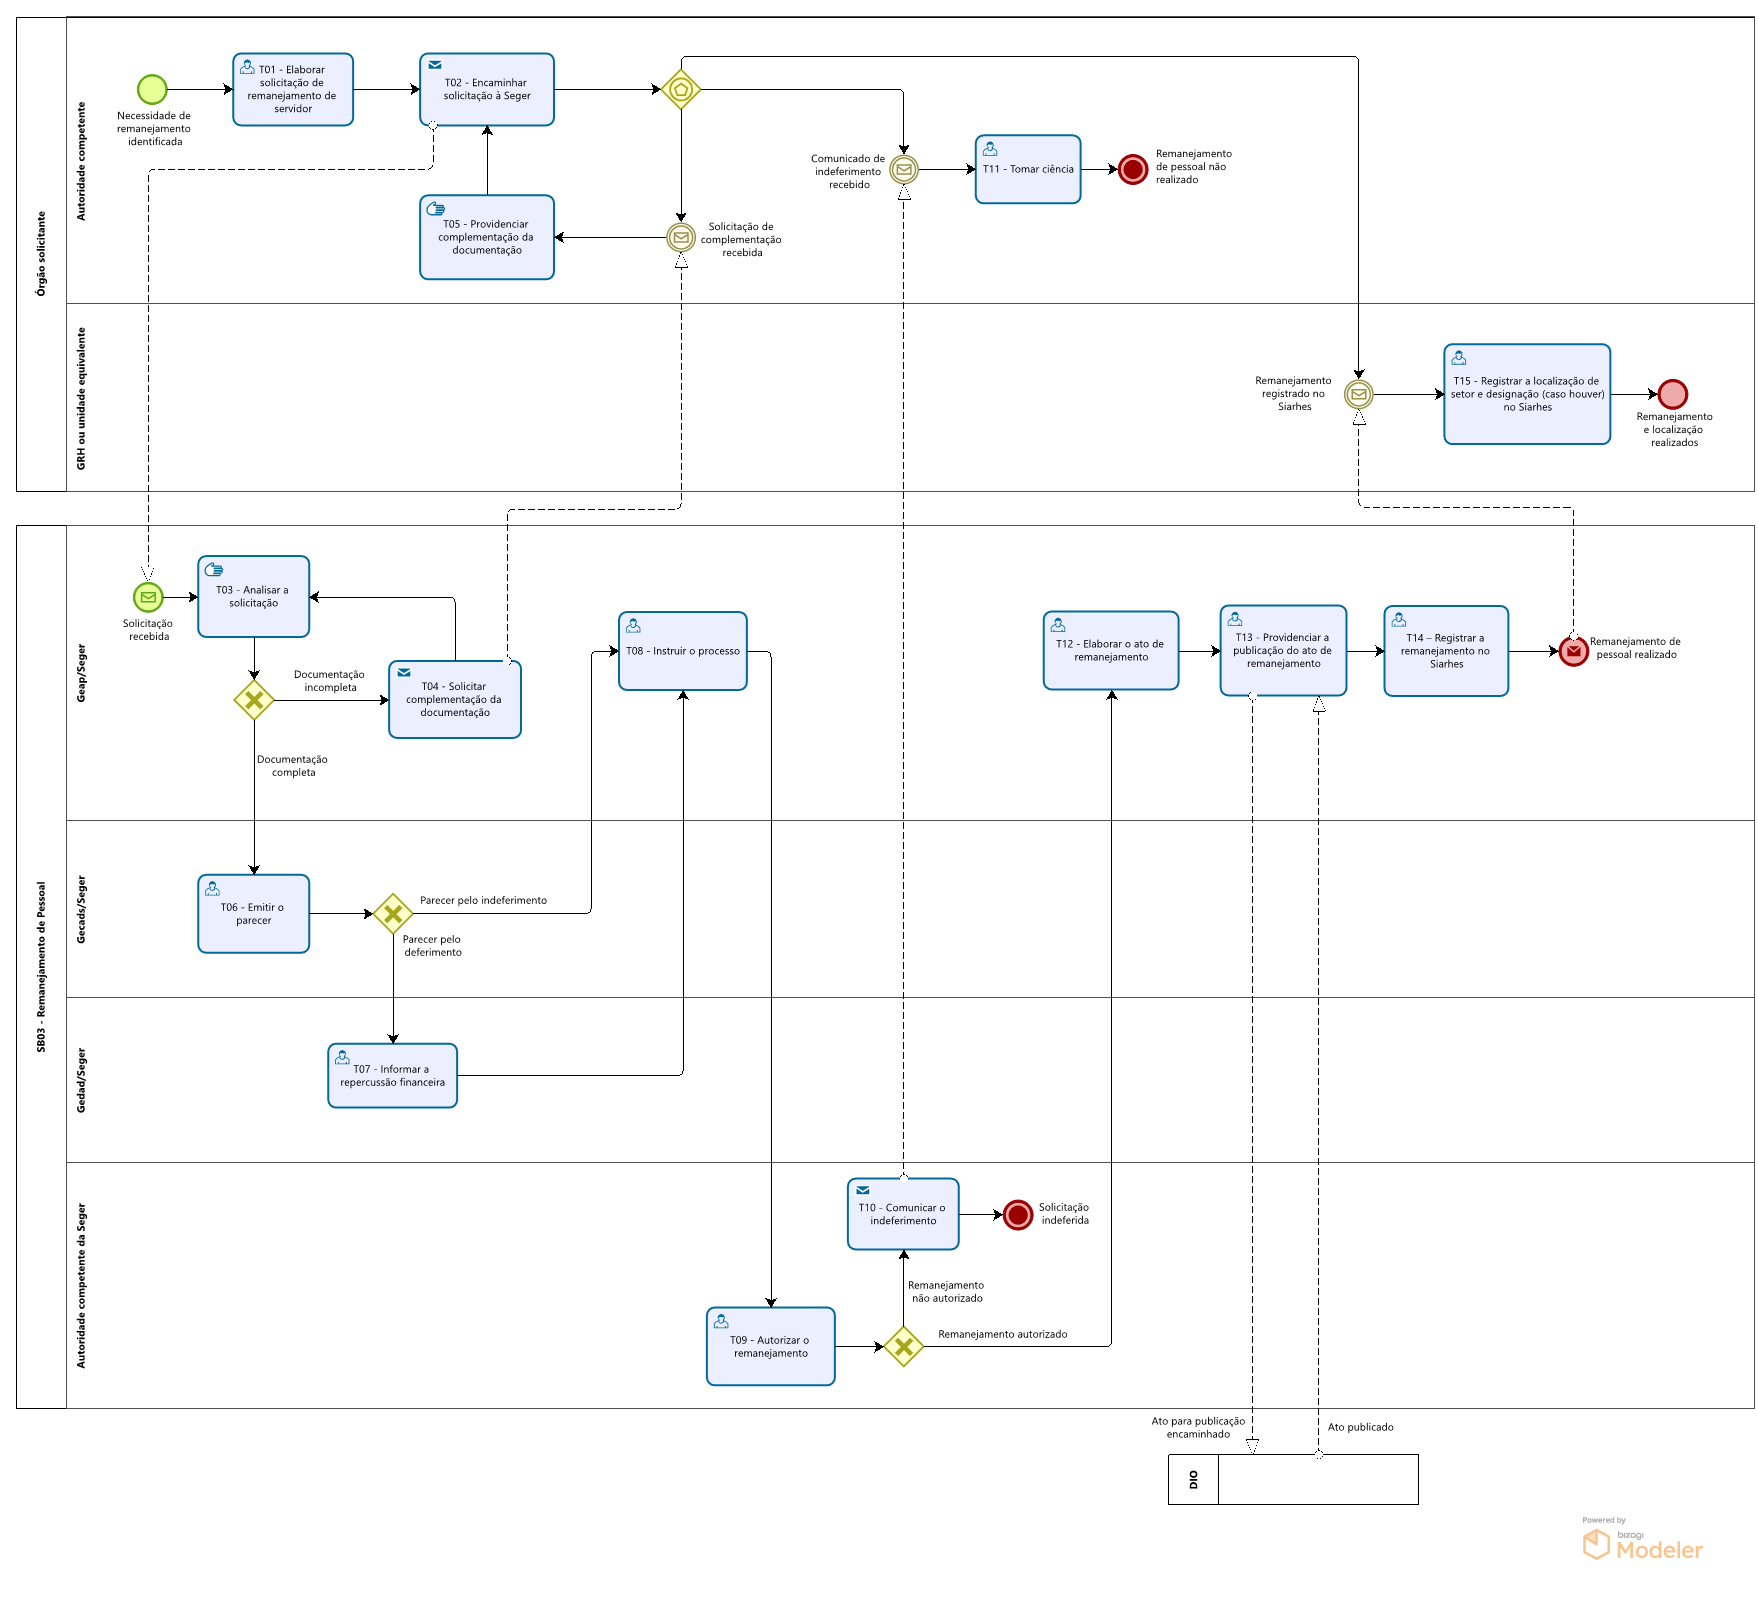 Órgão solicitante
Autoridade competente
Necessidade de
remanejamento
identificada
T01 - Elaborar
solicitação de
remanejamento de
servidor
T02 - Encaminhar
solicitação à Seger
T05 - Providenciar
complementação da
documentação
Solicitação de
complementação
recebida
Comunicado de
indeferimento
recebido
T11 - Tomar ciência
Remanejamento
de pessoal não
realizado
GRH ou unidade equivalente
Remanejamento
registrado no
Siarhes
T15 - Registrar a localização de
setor e designação (caso houver)
no Siarhes
Remanejamento
e localização
realizados
SB03 - Remanejamento de Pessoal
Geap/Seger
Solicitação
recebida
T03 - Analisar a
solicitação
Documentação
incompleta
T04 - Solicitar
complementação da
documentação
Documentação
completa
T08 - Instruir o processo
T12 - Elaborar o ato de
remanejamento
T13 - Providenciar a
publicação do ato de
remanejamento
T14 – Registrar a
remanejamento no
Siarhes
Remanejamento de
pessoal realizado
Gecads/Seger
T06 - Emitir o
parecer
Parecer pelo indeferimento
Parecer pelo
deferimento
Gedad/Seger
T07 - Informar a
repercussão financeira
Autoridade competente da Seger
T10 - Comunicar o
indeferimento
Solicitação
indeferida
Remanejamento
não autorizado
T09 - Autorizar o
remanejamento
Remanejamento autorizado
Ato para publicação
encaminhado
Ato publicado
DIO
Powered by
bizagi
Modeler